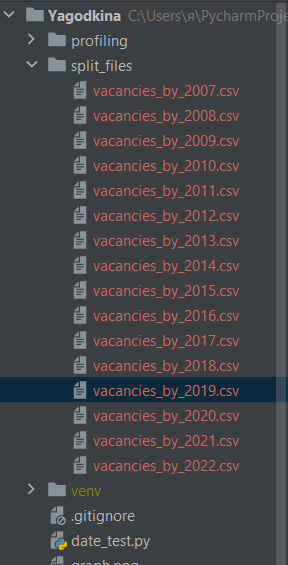 Yagodkina C:\Users\я\PycharmProje
profiling
split_files
vacancies_by_2007.csv
vacancies_by_2008.csv
vacancies_by_2009.csv
vacancies_by_2010.csv
vacancies_by_2011.csv
vacancies_by_2012.csv
vacancies_by_2013.csv
vacancies_by_2014.csv
vacancies_by_2015.csv
vacancies_by_2016.csv
vacancies_by_2017.csv
vacancies_by_2018.csv
vacancies_by_2019.csv
vacancies_by_2020.csv
vacancies_by_2021.csv
vacancies_by_2022.csv
venv
.gitignore
date_test.py
graph.png